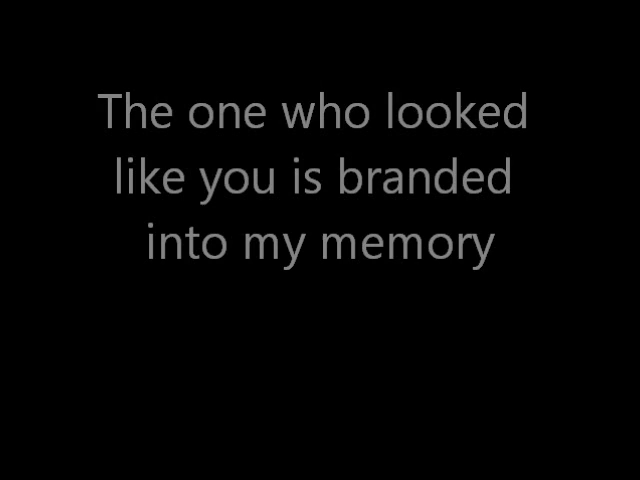 The one who looked
like you is branded
into my memory